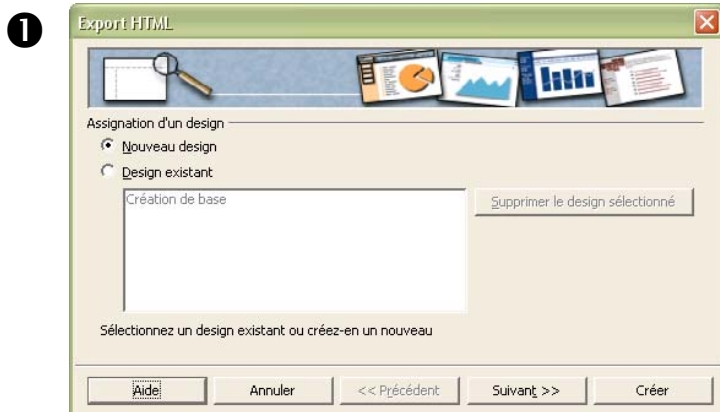 ❶
Export HTML
Assignation d'un design
Nouveau design
Design existant
Création de base
Supprimer le design sélectionné
Sélectionnez un design existant ou créez-en un nouveau
Aide Annuler << Précédent Suivant >> Créer